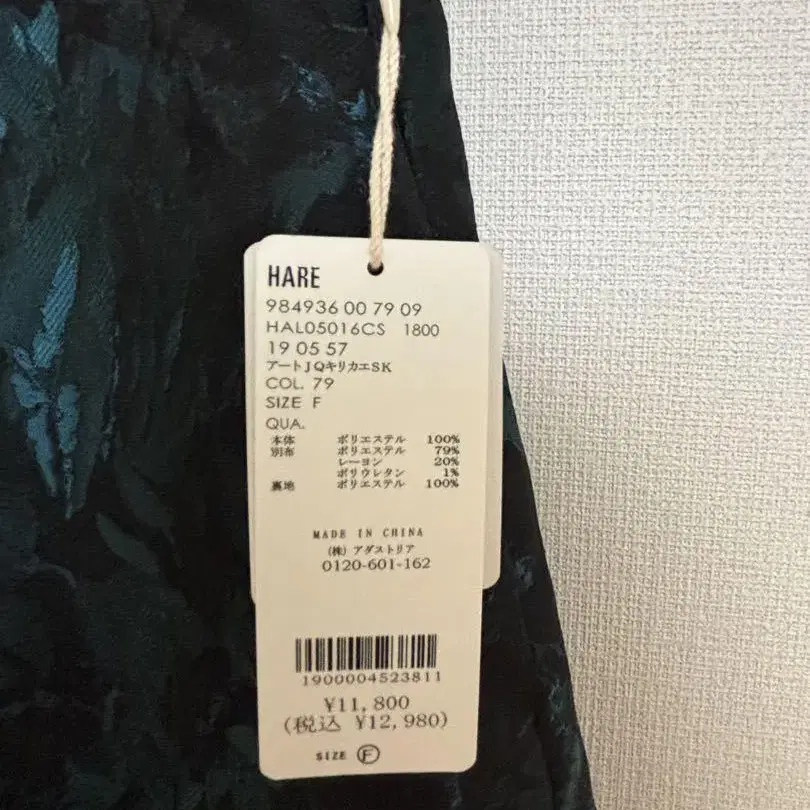 HARE
984936 00 79 09
HAL05016CS 1800
19 05 57
アートJQキリカエSK
COL. 79
SIZE F
QUA.
本体 ポリエステル 100%
別布 ポリエステル 79%
レーヨン 20%
ポリウレタン 1%
裏地 ポリエステル 100%
MADE IN CHINA
(株) アダストリア
0120-601-162
1900004523811
¥11,800
(税込 ¥12,980)
SIZE F